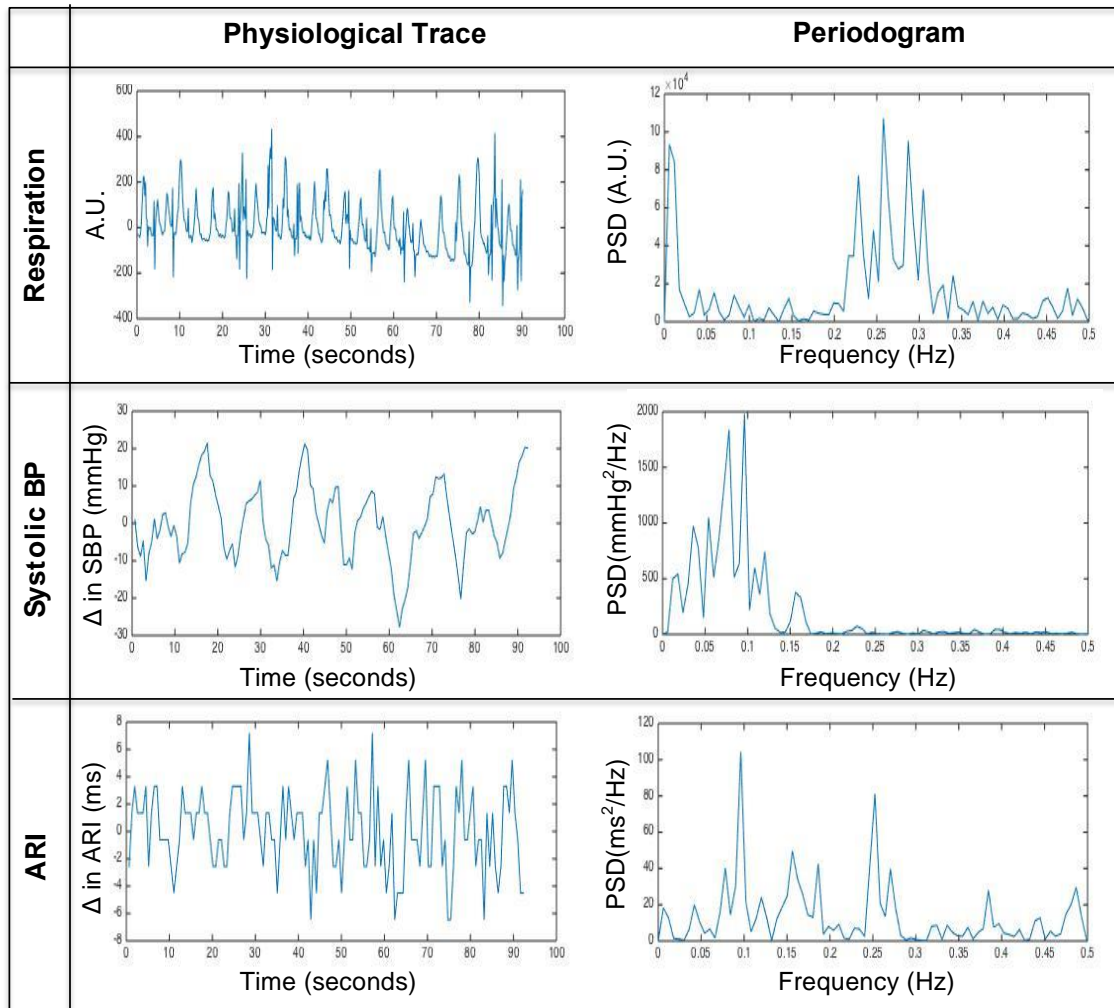 Physiological Trace
Periodogram
Respiration
A.U.
600
400
200
0
-200
-400
0 10 20 30 40 50 60 70 80 90 100
Time (seconds)
PSD (A.U.)
×10⁴
12
10
8
6
4
2
0
0 0.05 0.1 0.15 0.2 0.25 0.3 0.35 0.4 0.45 0.5
Frequency (Hz)
Systolic BP
Δ in SBP (mmHg)
30
20
10
0
-10
-20
-30
0 10 20 30 40 50 60 70 80 90 100
Time (seconds)
PSD(mmHg²/Hz)
2000
1500
1000
500
0
0 0.05 0.1 0.15 0.2 0.25 0.3 0.35 0.4 0.45 0.5
Frequency (Hz)
ARI
Δ in ARI (ms)
8
6
4
2
0
-2
-4
-6
-8
0 10 20 30 40 50 60 70 80 90 100
Time (seconds)
PSD(ms²/Hz)
120
100
80
60
40
20
0
0 0.05 0.1 0.15 0.2 0.25 0.3 0.35 0.4 0.45 0.5
Frequency (Hz)